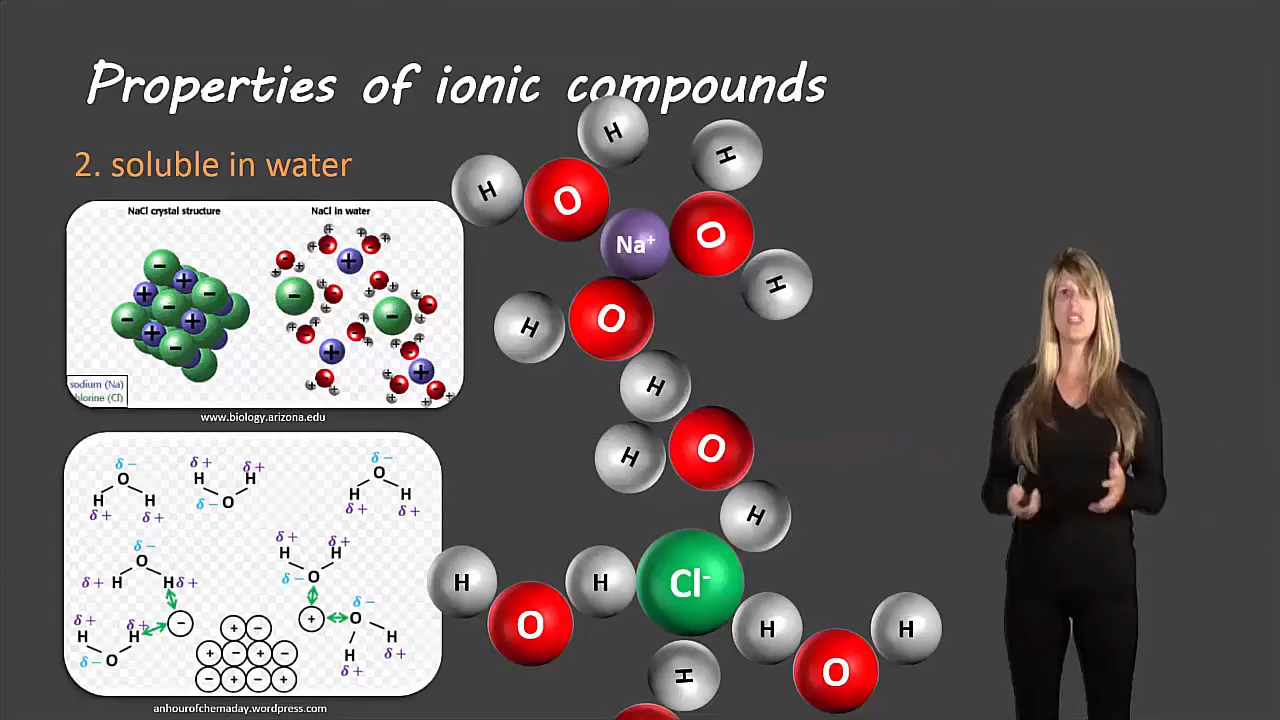 Properties of ionic compounds
2. soluble in water
NaCl crystal structure
NaCl in water
sodium (Na)
hlorine (Cl)
www.biology.arizona.edu
δ−
O
H
H
δ+
δ+
δ+
δ+
H
H
δ−
O
δ−
O
H
H
δ+
δ+
δ−
O
δ+
H
H
δ+
δ+
H
δ+
H
δ−
O
−
δ+
δ+
H
H
δ−
O
+
δ−
O
H
H
δ+
δ+
+ −
+ − + −
− + − +
anhourofchemaday.wordpress.com
H
H
H
O
O
Na+
H
H
O
H
H
O
H
H
H
Cl-
O
H
H
O
H